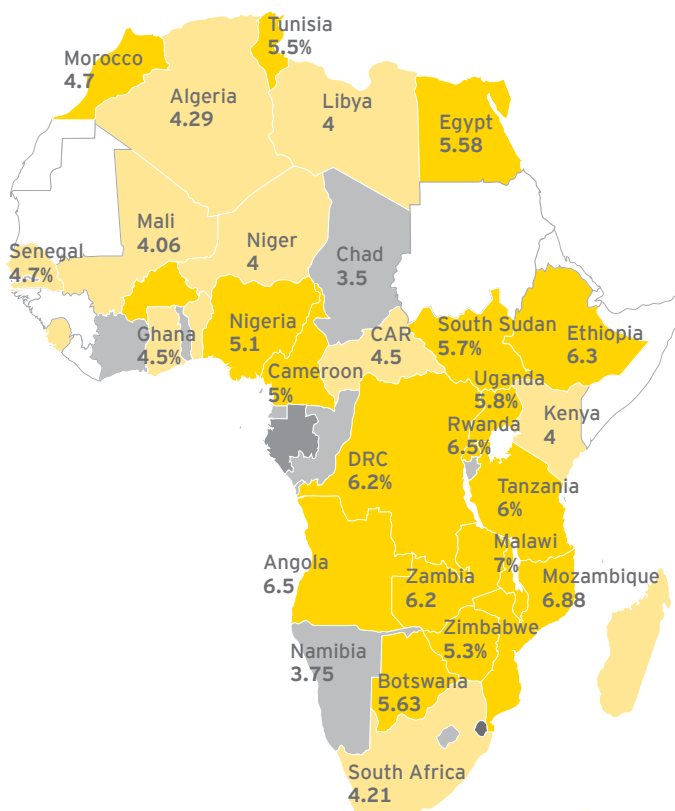 Tunisia
5.5%
Morocco
4.7
Algeria
4.29
Libya
4
Egypt
5.58
Mali
4.06
Niger
4
Chad
3.5
Senegal
4.7%
Ghana
4.5%
Nigeria
5.1
CAR
4.5
South Sudan
5.7%
Ethiopia
6.3
Cameroon
5%
Uganda
5.8%
Kenya
4
Rwanda
6.5%
DRC
6.2%
Tanzania
6%
Malawi
7%
Angola
6.5
Zambia
6.2
Mozambique
6.88
Zimbabwe
5.3%
Namibia
3.75
Botswana
5.63
South Africa
4.21